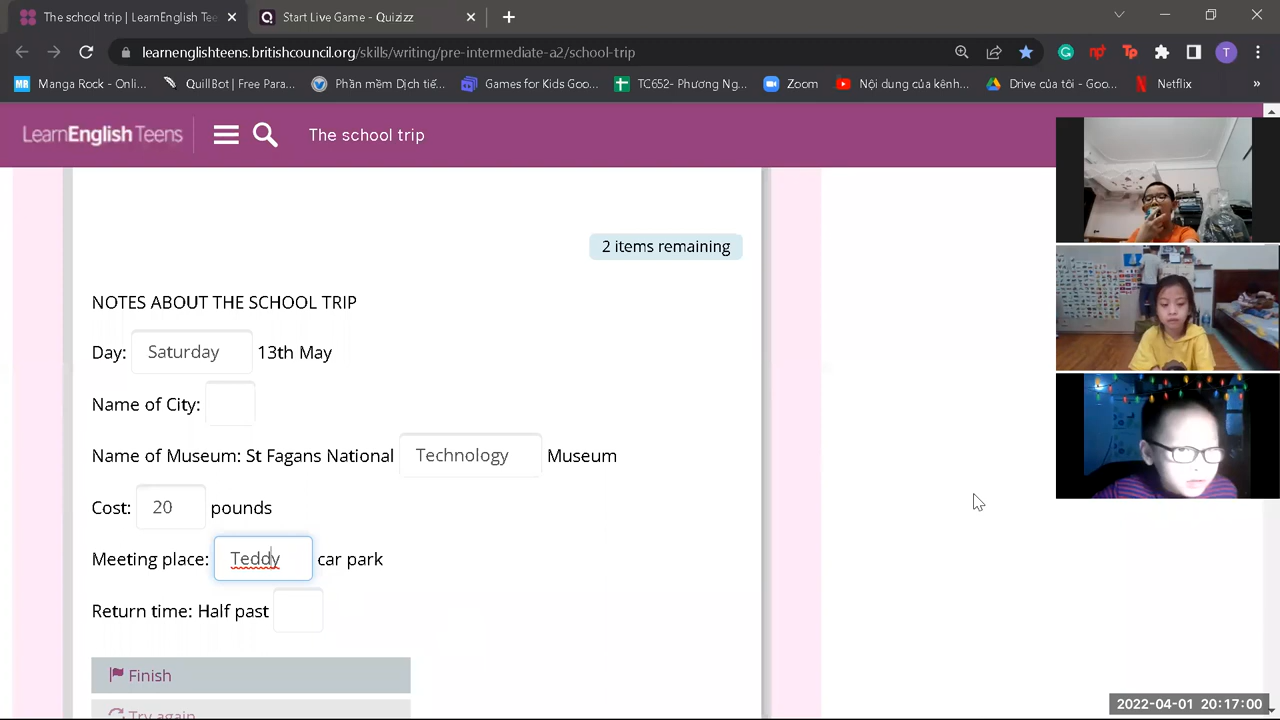 The school trip | LearnEnglish Tee
Start Live Game - Quizizz
learnenglishteens.britishcouncil.org/skills/writing/pre-intermediate-a2/school-trip
T
MR Manga Rock - Onli...
QuillBot | Free Para...
Phần mềm Dịch tiế...
Games for Kids Goo...
TC652- Phương Ng...
Zoom
Nội dung của kênh...
Drive của tôi - Goo...
Netflix
»
LearnEnglish Teens
The school trip
2 items remaining
NOTES ABOUT THE SCHOOL TRIP
Day: Saturday 13th May
Name of City:
Name of Museum: St Fagans National Technology Museum
Cost: 20 pounds
Meeting place: Teddy car park
Return time: Half past
Finish
Try again
2022-04-01 20:17:00